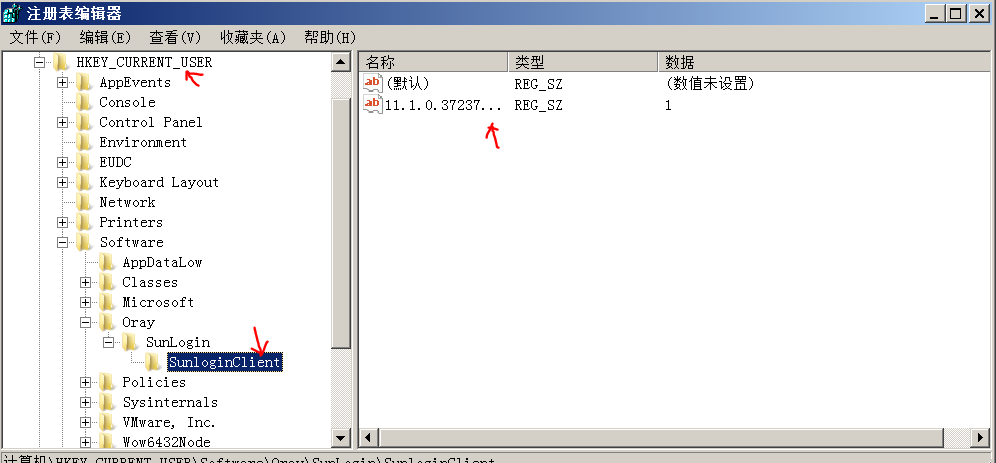 注册表编辑器
文件(F) 编辑(E) 查看(V) 收藏夹(A) 帮助(H)
HKEY_CURRENT_USER
AppEvents
Console
Control Panel
Environment
EUDC
Keyboard Layout
Network
Printers
Software
AppDataLow
Classes
Microsoft
Oray
SunLogin
SunloginClient
Policies
Sysinternals
VMware, Inc.
Wow6432Node
名称 类型 数据
(默认) REG_SZ (数值未设置)
11.1.0.37237... REG_SZ 1
计算机\HKEY_CURRENT_USER\Software\Oray\SunLogin\SunloginClient